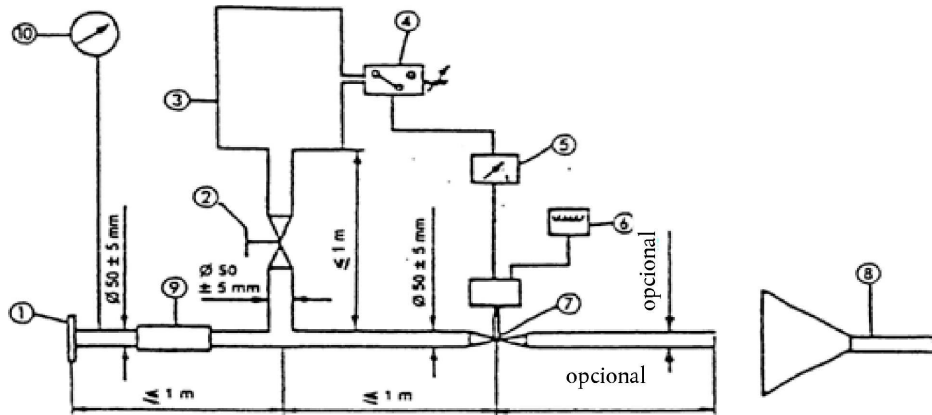 10
4
3
5
2
6
Ø 50 ± 5 mm
Ø 50
± 5 mm
⩽ 1 m
Ø 50 ± 5 mm
opcional
9
7
8
1
opcional
⩽ 1 m
⩽ 1 m